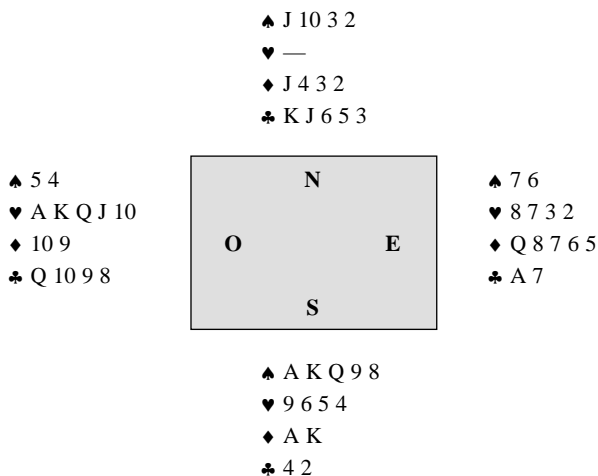 ♠ J 10 3 2
♥ —
♦ J 4 3 2
♣ K J 6 5 3
♠ 5 4
♥ A K Q J 10
♦ 10 9
♣ Q 10 9 8
N
O E
S
♠ 7 6
♥ 8 7 3 2
♦ Q 8 7 6 5
♣ A 7
♠ A K Q 9 8
♥ 9 6 5 4
♦ A K
♣ 4 2